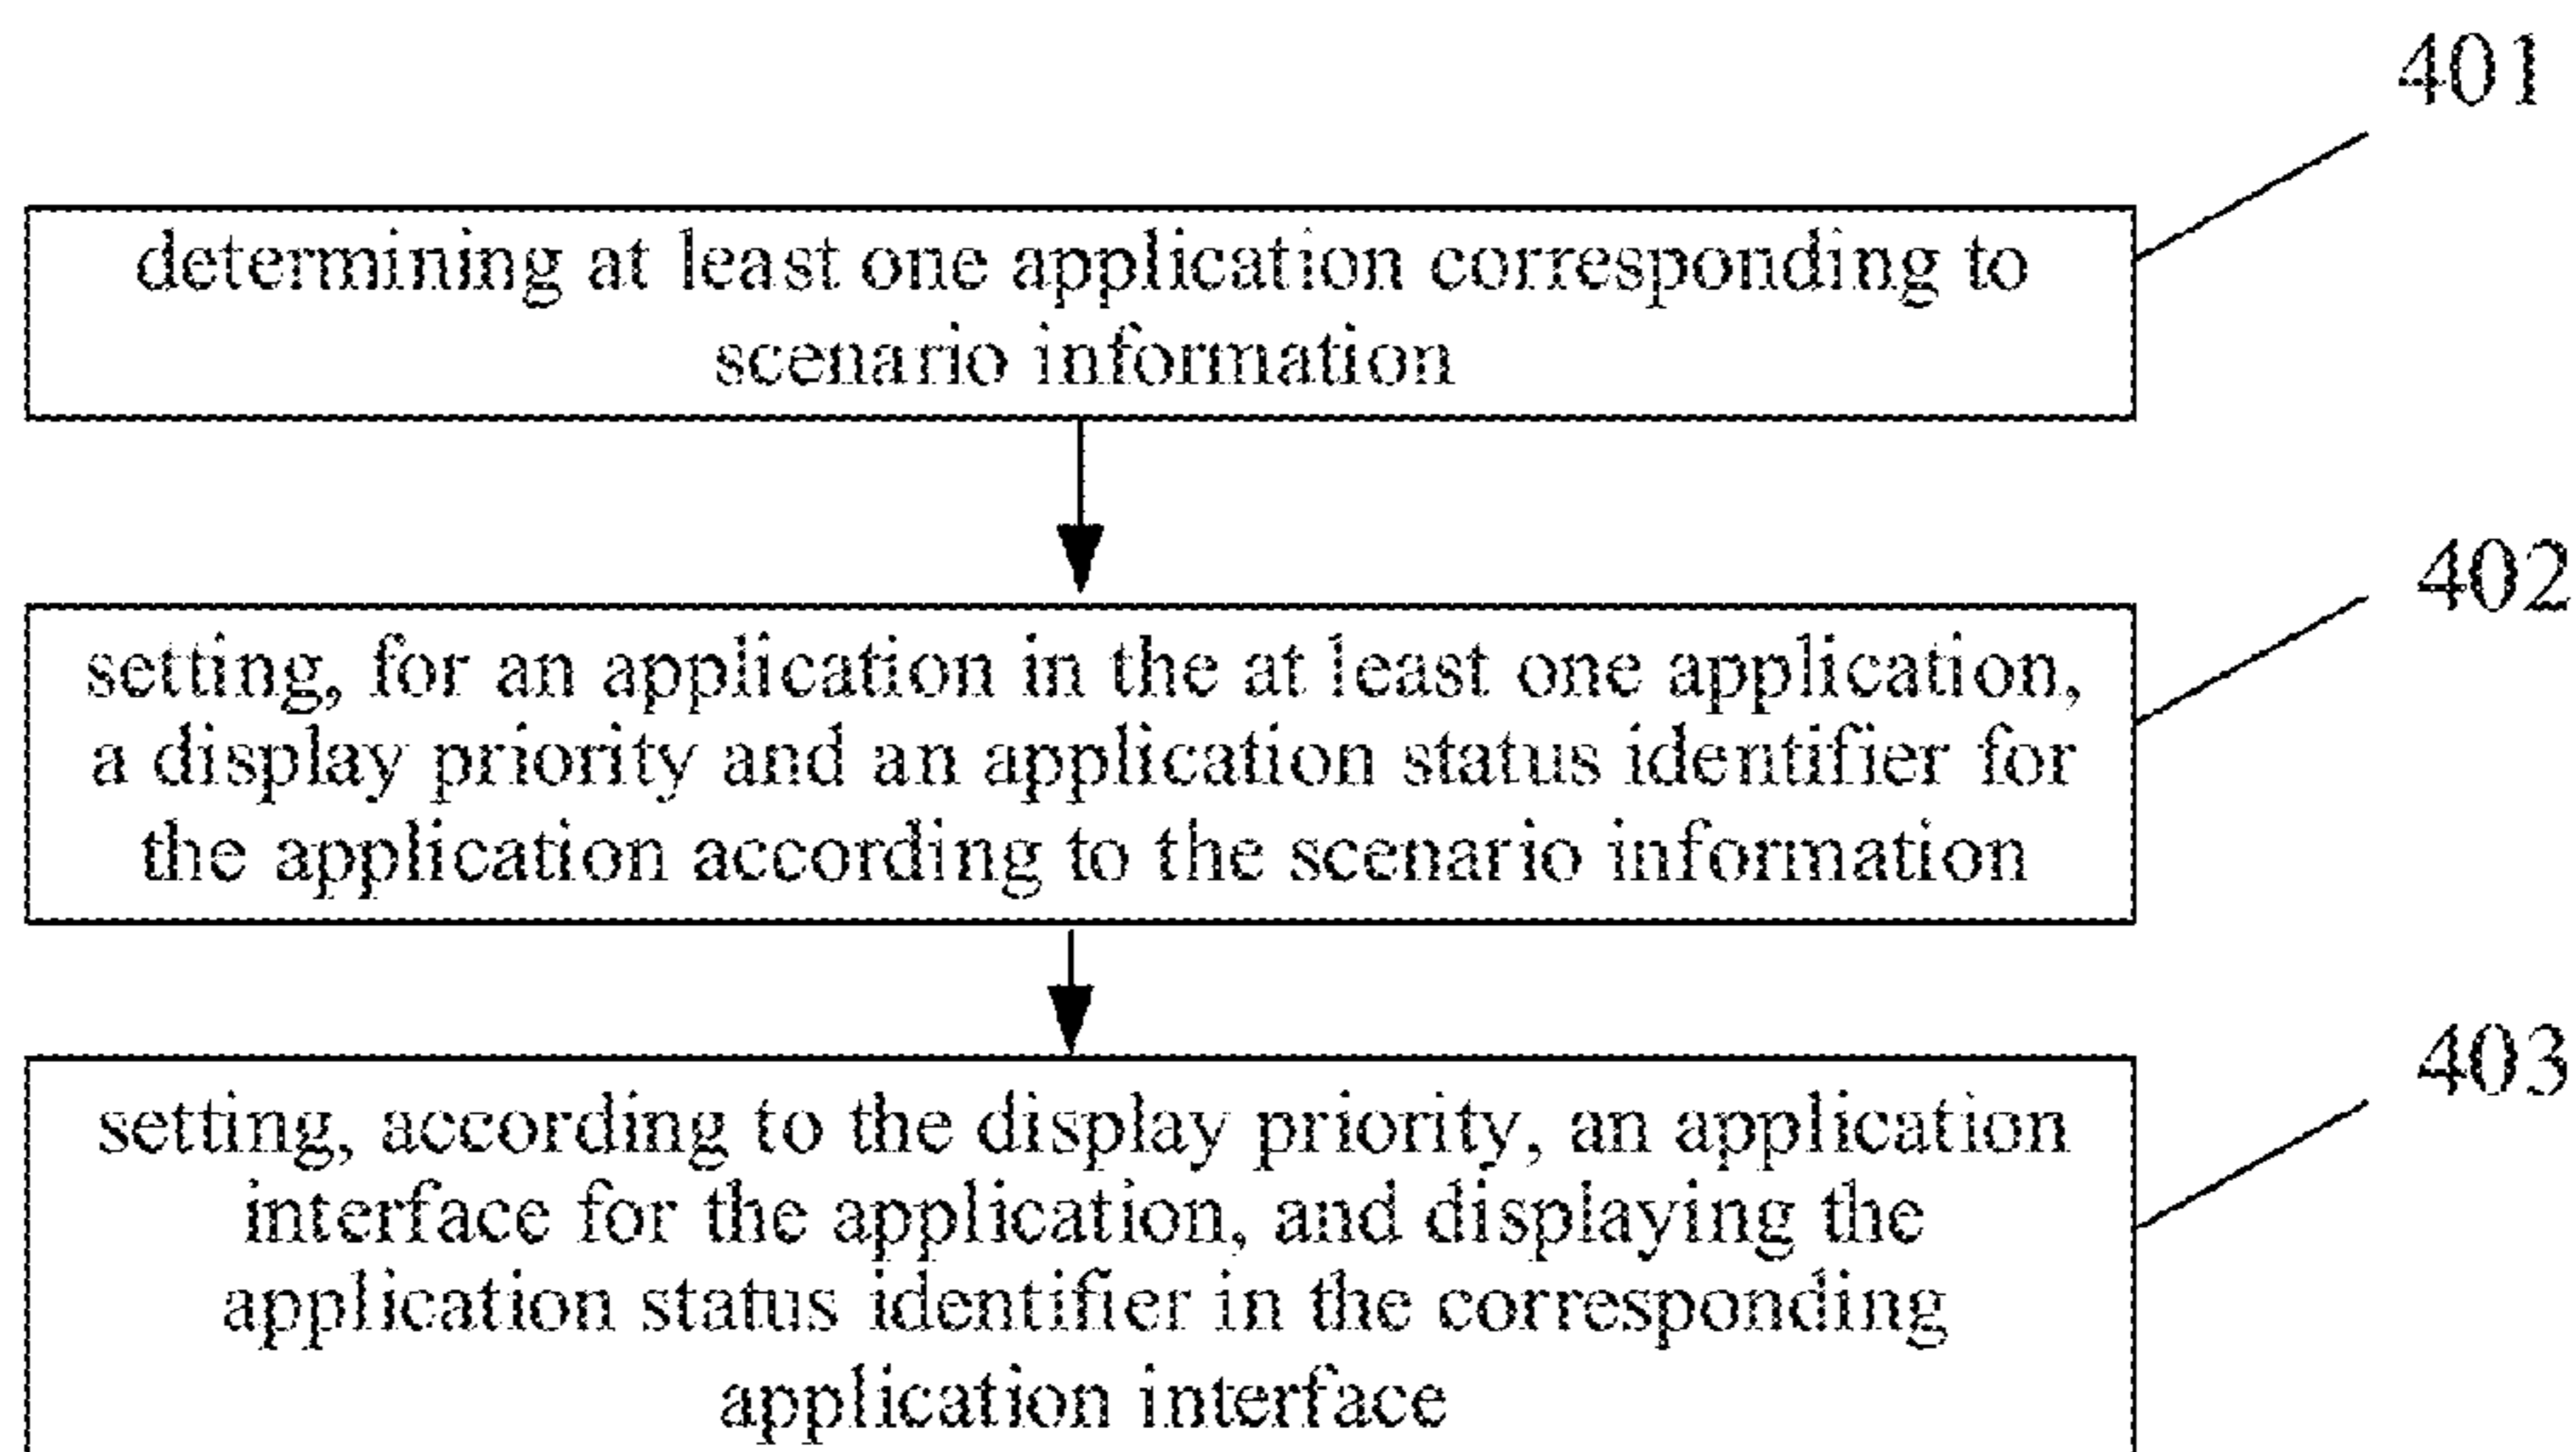 401
determining at least one application corresponding to
scenario information
402
setting, for an application in the at least one application,
a display priority and an application status identifier for
the application according to the scenario information
403
setting, according to the display priority, an application
interface for the application, and displaying the
application status identifier in the corresponding
application interface